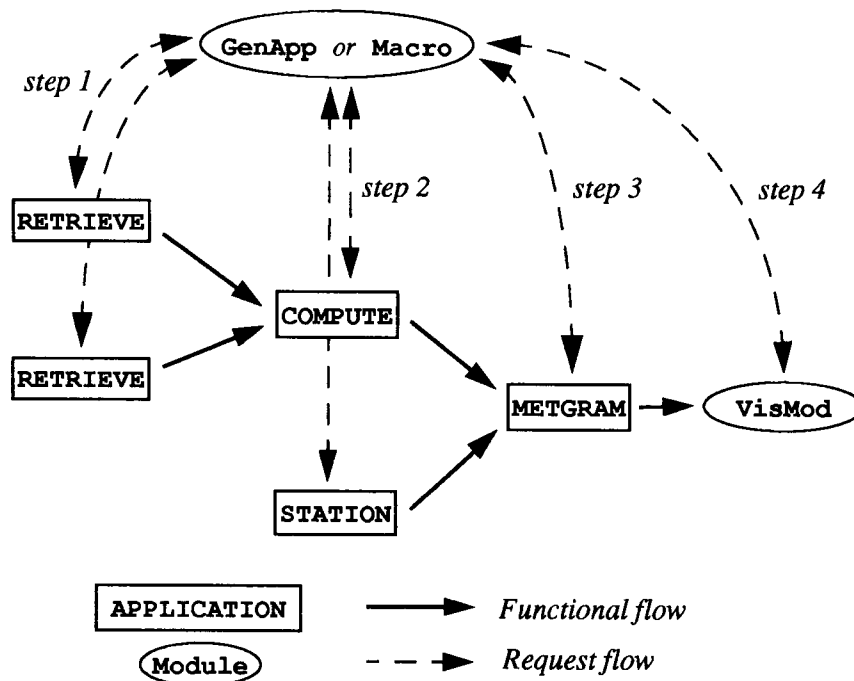 GenApp or Macro
step 1
step 2
step 3
step 4
RETRIEVE
COMPUTE
RETRIEVE
METGRAM
VisMod
STATION
APPLICATION
Functional flow
Module
Request flow